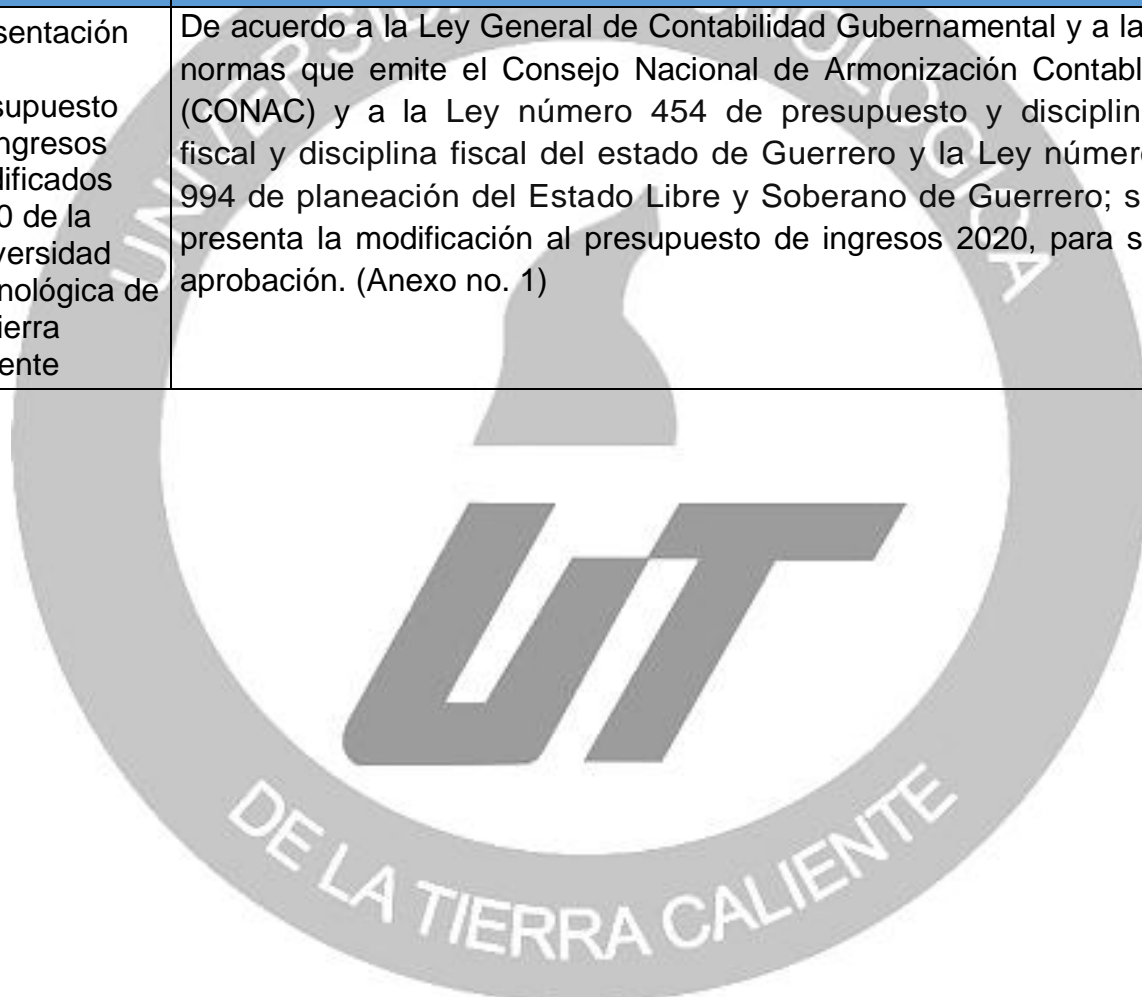 sentación
supuesto
ngresos
lificados
0 de la
versidad
nológica de
ierra
ente
De acuerdo a la Ley General de Contabilidad Gubernamental y a la
normas que emite el Consejo Nacional de Armonización Contabl
(CONAC) y a la Ley número 454 de presupuesto y disciplin
fiscal y disciplina fiscal del estado de Guerrero y la Ley númer
994 de planeación del Estado Libre y Soberano de Guerrero; s
presenta la modificación al presupuesto de ingresos 2020, para s
aprobación. (Anexo no. 1)
UT
DE LA TIERRA CALIENTE